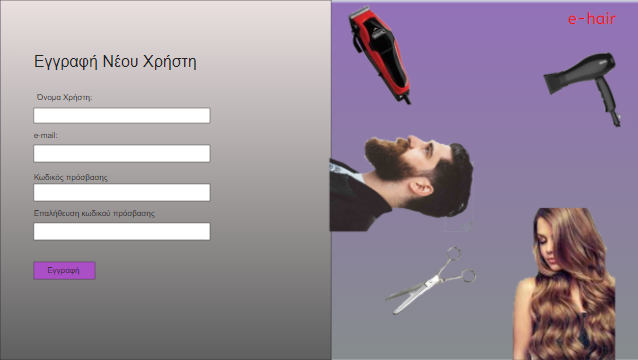 e-hair
Εγγραφή Νέου Χρήστη
Όνομα Χρήστη:
e-mail:
Κωδικός πρόσβασης
Επαλήθευση κωδικού πρόσβασης
Εγγραφή